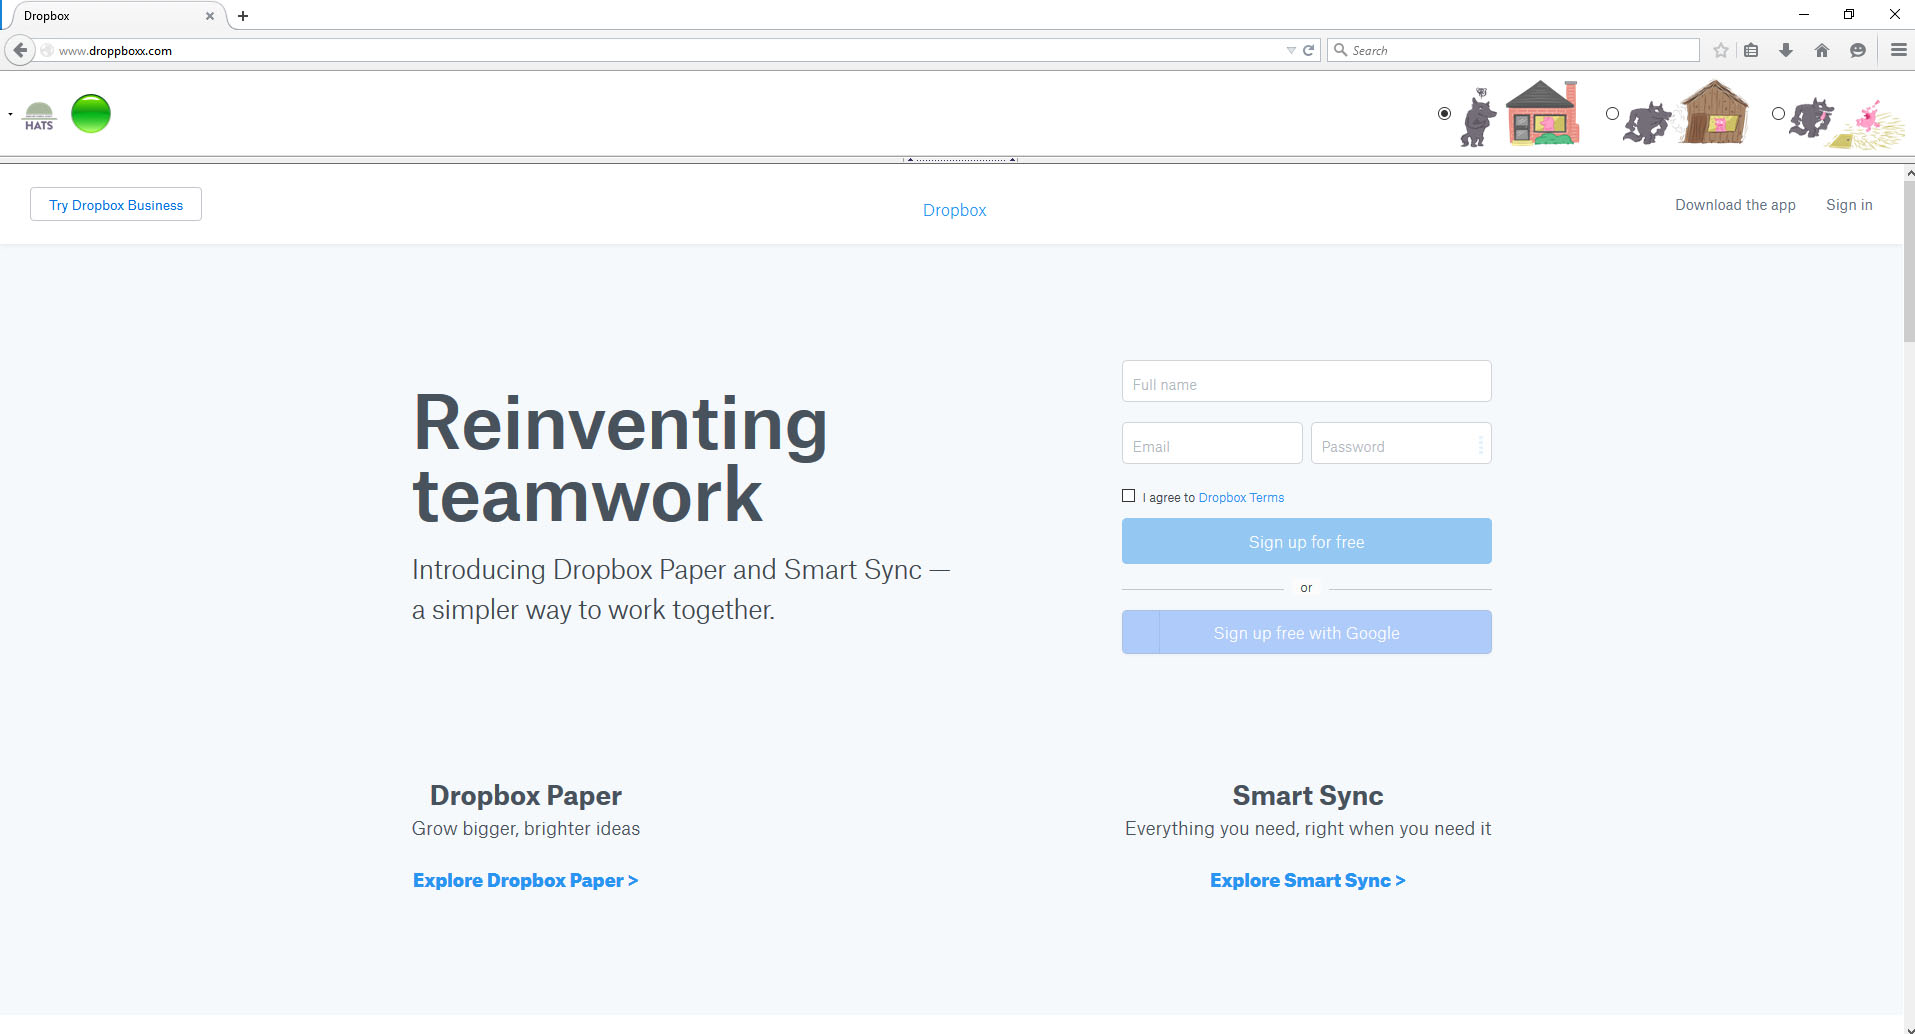 Dropbox
www.droppboxx.com
Search
HATS
Try Dropbox Business
Dropbox
Download the app
Sign in
Full name
Reinventing
teamwork
Email
Password
I agree to Dropbox Terms
Sign up for free
Introducing Dropbox Paper and Smart Sync —
a simpler way to work together.
or
Sign up free with Google
Dropbox Paper
Grow bigger, brighter ideas
Explore Dropbox Paper >
Smart Sync
Everything you need, right when you need it
Explore Smart Sync >